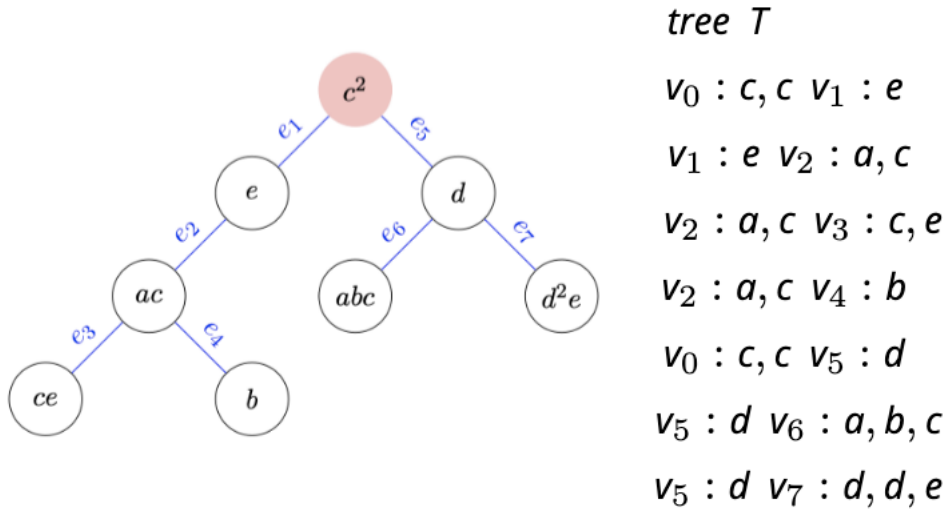 tree T
c²
v₀ : c, c v₁ : e
e₁
e₅
v₁ : e v₂ : a, c
e
d
v₂ : a, c v₃ : c, e
e₂
e₆
e₇
v₂ : a, c v₄ : b
ac
abc
d²e
e₃
e₄
v₀ : c, c v₅ : d
ce
b
v₅ : d v₆ : a, b, c
v₅ : d v₇ : d, d, e